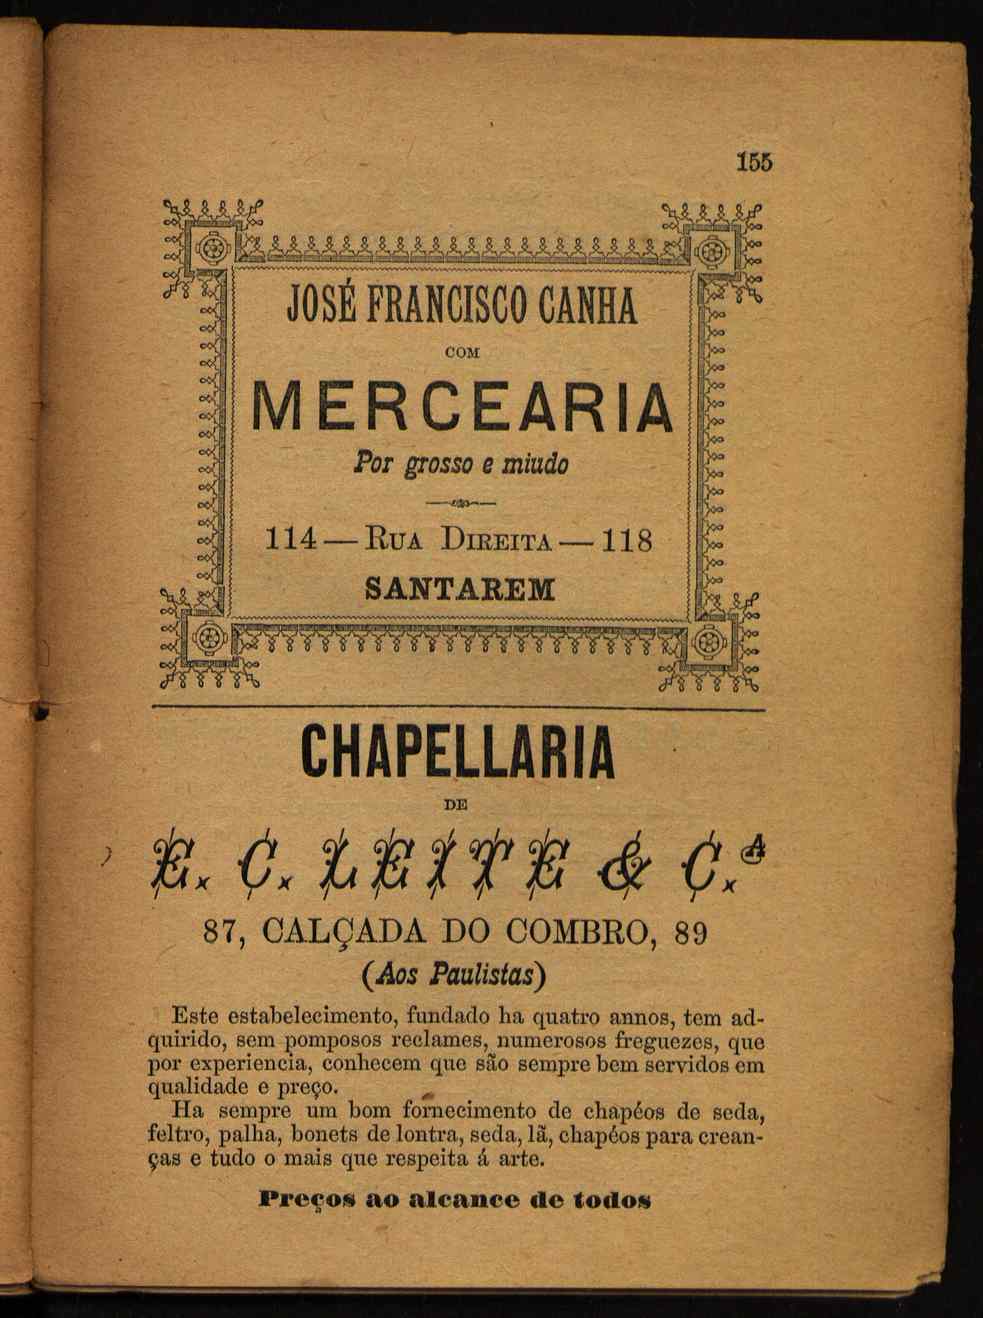 155
JOSÉ FRANCISCO CANHA
COM
MERCEARIA
Por grosso e miudo
114 — RUA DIREITA — 118
SANTAREM
CHAPELLARIA
DE
E. C. LEITE & C.A
87, CALÇADA DO COMBRO, 89
(Aos Paulistas)
Este estabelecimento, fundado ha quatro annos, tem ad-
quirido, sem pomposos reclames, numerosos freguezes, que
por experiencia, conhecem que são sempre bem servidos em
qualidade e preço.
Ha sempre um bom fornecimento de chapéos de seda,
feltro, palha, bonets de lontra, seda, lã, chapéos para crean-
ças e tudo o mais que respeita á arte.
Preços ao alcance de todos